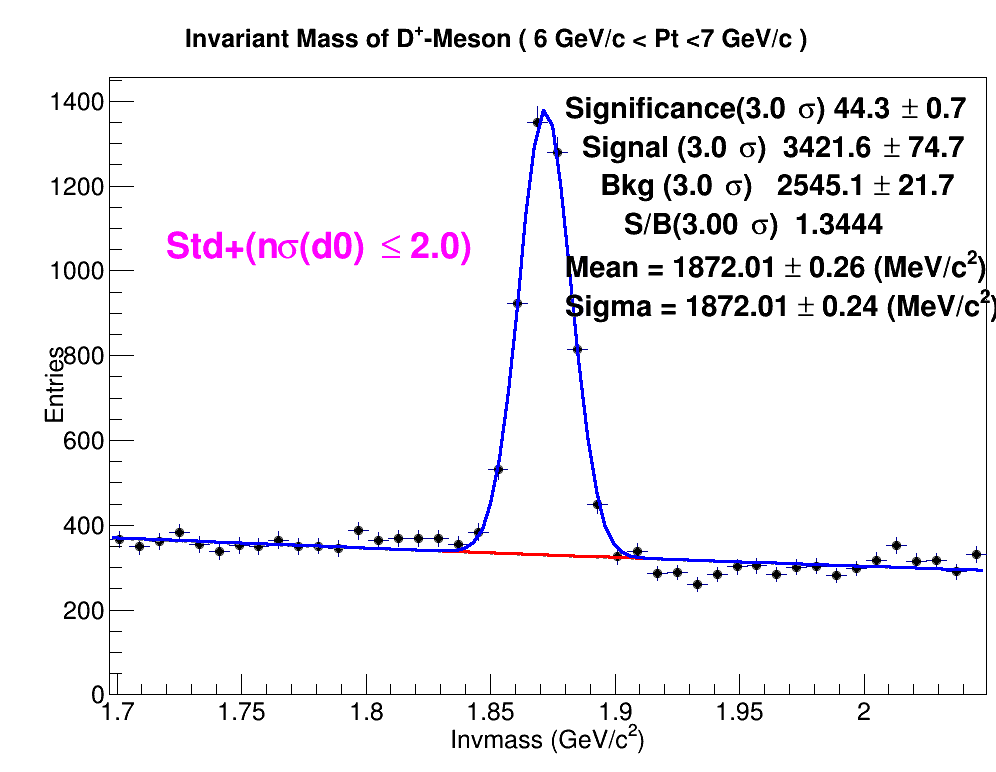 Invariant Mass of D⁺-Meson ( 6 GeV/c < Pt <7 GeV/c )
Significance(3.0 σ) 44.3 ± 0.7
Signal (3.0 σ) 3421.6 ± 74.7
Bkg (3.0 σ) 2545.1 ± 21.7
S/B(3.00 σ) 1.3444
Mean = 1872.01 ± 0.26 (MeV/c²)
Sigma = 1872.01 ± 0.24 (MeV/c²)
Std+(nσ(d0) ≤ 2.0)
Entries
1400
1200
1000
800
600
400
200
0
1.7 1.75 1.8 1.85 1.9 1.95 2
Invmass (GeV/c²)